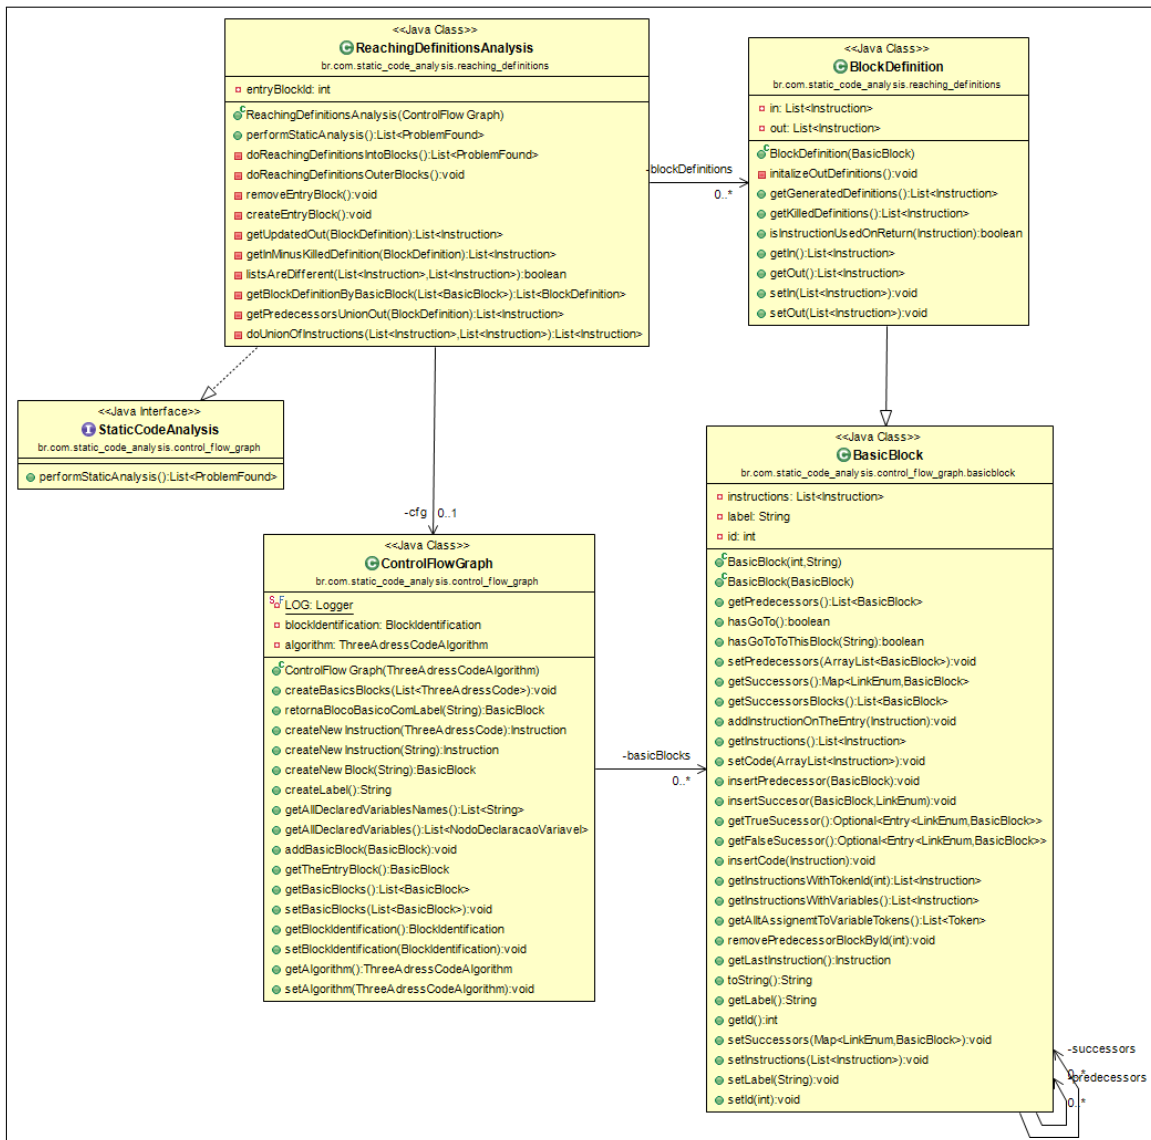 <<Java Class>>
ReachingDefinitionsAnalysis
br.com.static_code_analysis.reaching_definitions
entryBlockId: int
ReachingDefinitionsAnalysis(ControlFlow Graph)
performStaticAnalysis():List<ProblemFound>
doReachingDefinitionsIntoBlocks():List<ProblemFound>
doReachingDefinitionsOuterBlocks():void
removeEntryBlock():void
createEntryBlock():void
getUpdatedOut(BlockDefinition):List<Instruction>
getInMinusKilledDefinition(BlockDefinition):List<Instruction>
listsAreDifferent(List<Instruction>,List<Instruction>):boolean
getBlockDefinitionByBasicBlock(List<BasicBlock>):List<BlockDefinition>
getPredecessorsUnionOut(BlockDefinition):List<Instruction>
doUnionOfInstructions(List<Instruction>,List<Instruction>):List<Instruction>
-blockDefinitions
0..*
<<Java Class>>
BlockDefinition
br.com.static_code_analysis.reaching_definitions
in: List<Instruction>
out: List<Instruction>
BlockDefinition(BasicBlock)
initalizeOutDefinitions():void
getGeneratedDefinitions():List<Instruction>
getKilledDefinitions():List<Instruction>
isInstructionUsedOnReturn(Instruction):boolean
getIn():List<Instruction>
getOut():List<Instruction>
setIn(List<Instruction>):void
setOut(List<Instruction>):void
<<Java Interface>>
StaticCodeAnalysis
br.com.static_code_analysis.control_flow_graph
performStaticAnalysis():List<ProblemFound>
-cfg 0..1
<<Java Class>>
ControlFlowGraph
br.com.static_code_analysis.control_flow_graph
LOG: Logger
blockIdentification: BlockIdentification
algorithm: ThreeAdressCodeAlgorithm
ControlFlow Graph(ThreeAdressCodeAlgorithm)
createBasicsBlocks(List<ThreeAdressCode>):void
retornaBlocoBasicoComLabel(String):BasicBlock
createNew Instruction(ThreeAdressCode):Instruction
createNew Instruction(String):Instruction
createNew Block(String):BasicBlock
createLabel():String
getAllDeclaredVariablesNames():List<String>
getAllDeclaredVariables():List<NodoDeclaracaoVariavel>
addBasicBlock(BasicBlock):void
getTheEntryBlock():BasicBlock
getBasicBlocks():List<BasicBlock>
setBasicBlocks(List<BasicBlock>):void
getBlockIdentification():BlockIdentification
setBlockIdentification(BlockIdentification):void
getAlgorithm():ThreeAdressCodeAlgorithm
setAlgorithm(ThreeAdressCodeAlgorithm):void
-basicBlocks
0..*
<<Java Class>>
BasicBlock
br.com.static_code_analysis.control_flow_graph.basicblock
instructions: List<Instruction>
label: String
id: int
BasicBlock(int,String)
BasicBlock(BasicBlock)
getPredecessors():List<BasicBlock>
hasGoTo():boolean
hasGoToToThisBlock(String):boolean
setPredecessors(ArrayList<BasicBlock>):void
getSuccessors():Map<LinkEnum,BasicBlock>
getSuccessorsBlocks():List<BasicBlock>
addInstructionOnTheEntry(Instruction):void
getInstructions():List<Instruction>
setCode(ArrayList<Instruction>):void
insertPredecessor(BasicBlock):void
insertSuccesor(BasicBlock,LinkEnum):void
getTrueSucessor():Optional<Entry<LinkEnum,BasicBlock>>
getFalseSucessor():Optional<Entry<LinkEnum,BasicBlock>>
insertCode(Instruction):void
getInstructionsWithTokenId(int):List<Instruction>
getInstructionsWithVariables():List<Instruction>
getAlltAssignemtToVariableTokens():List<Token>
removePredecessorBlockById(int):void
getLastInstruction():Instruction
toString():String
getLabel():String
getId():int
setSuccessors(Map<LinkEnum,BasicBlock>):void
setInstructions(List<Instruction>):void
setLabel(String):void
setId(int):void
-successors
0..*
-predecessors
0..*